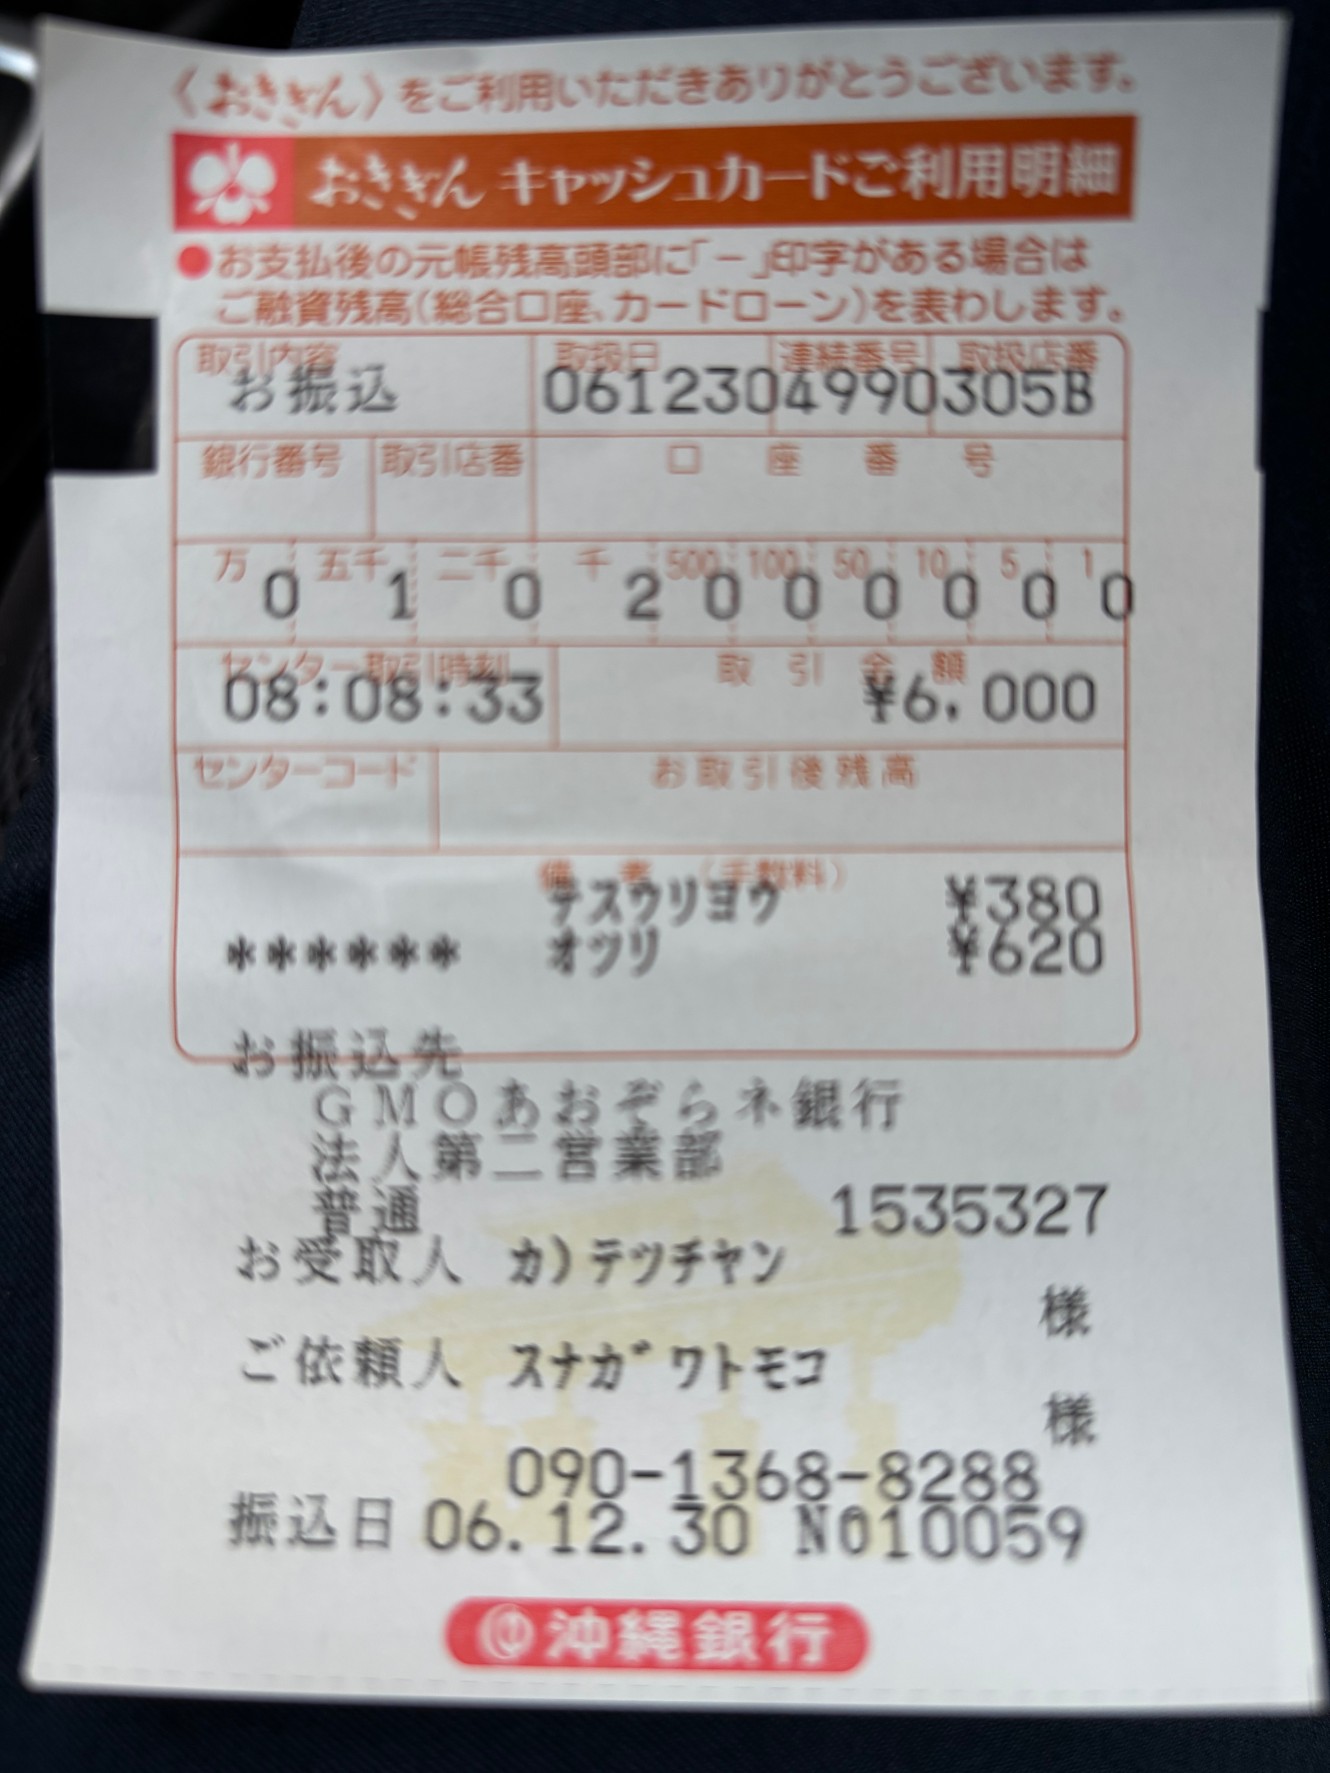 〈おきぎん〉をご利用いただきありがとうございます。
おきぎん キャッシュカードご利用明細
●お支払後の元帳残高頭部に「－」印字がある場合は
ご融資残高(総合口座、カードローン)を表わします。
取引内容 取扱日 連続番号 取扱店番
お振込 0612304990305B
銀行番号 取引店番 口座番号
万 五千 二千 千 500 100 50 10 5 1
0 1 0 2 0 0 0 0 0 0
センター取引時刻 取引金額
08:08:33 ¥6,000
センターコード お取引後残高
備考 (手数料)
テスウリヨウ ¥380
****** オツリ ¥620
お振込先
GMOあおぞらネ銀行
法人第二営業部
普通 1535327
お受取人 カ)テツチヤン
様
ご依頼人 スナガワトモコ
様
090-1368-8288
振込日 06.12.30 N010059
沖縄銀行